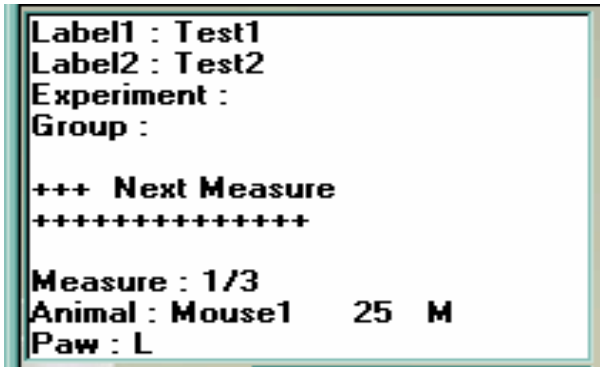 Label1 : Test1
Label2 : Test2
Experiment :
Group :
+++ Next Measure
++++++++++++++
Measure : 1/3
Animal : Mouse1 25 M
Paw : L